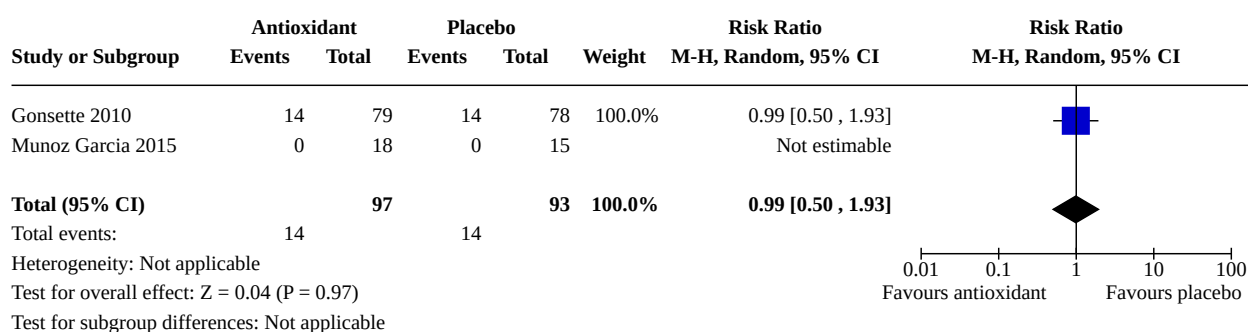 Antioxidant Placebo Risk Ratio Risk Ratio
Study or Subgroup Events Total Events Total Weight M-H, Random, 95% CI M-H, Random, 95% CI
Gonsette 2010 14 79 14 78 100.0% 0.99 [0.50 , 1.93]
Munoz Garcia 2015 0 18 0 15 Not estimable
Total (95% CI) 97 93 100.0% 0.99 [0.50 , 1.93]
Total events: 14 14
Heterogeneity: Not applicable 0.01 0.1 1 10 100
Test for overall effect: Z = 0.04 (P = 0.97) Favours antioxidant Favours placebo
Test for subgroup differences: Not applicable